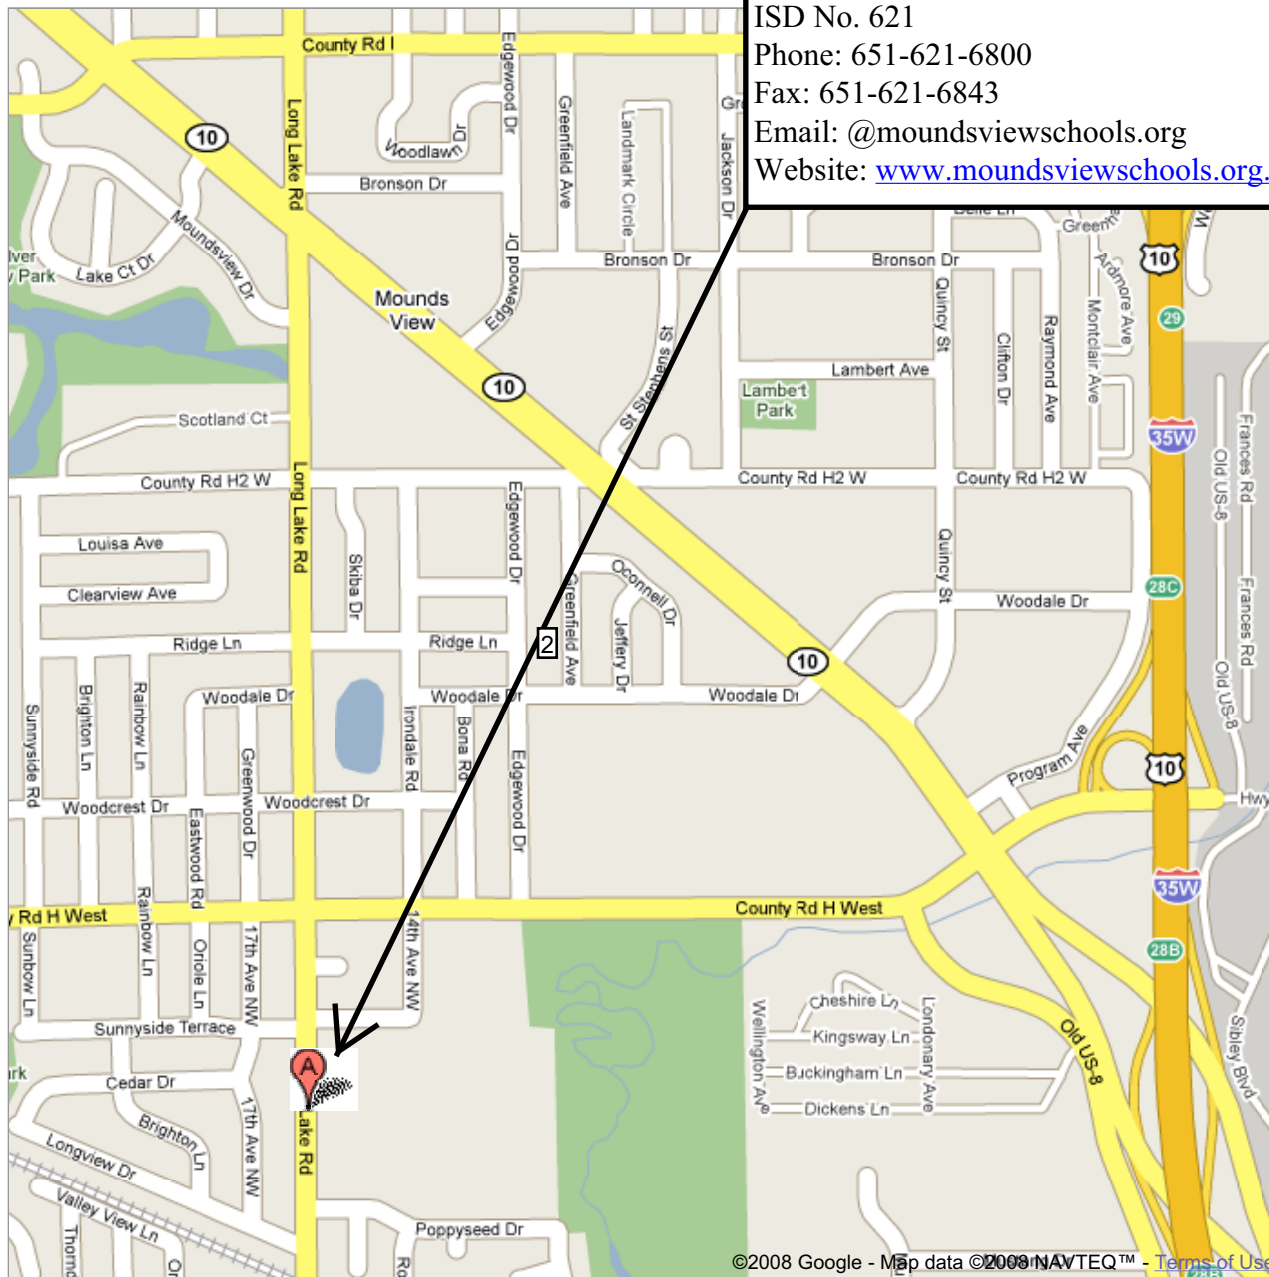 ISD No. 621
Phone: 651-621-6800
Fax: 651-621-6843
Email: @moundsviewschools.org
Website: www.moundsviewschools.org.
County Rd I
Long Lake Rd
Edgewood Dr
Greenfield Ave
Landmark Circle
Jackson Dr
10
Woodlawn Dr
Bronson Dr
Moundsview Dr
Lake Ct Dr
Park
Mounds
View
Edgewood Dr
Bronson Dr
Bronson Dr
Quincy St
Clifton Dr
Raymond Ave
Montclair Ave
Ardmore Ave
10
29
10
St Stephens St
Lambert Ave
Lambert
Park
Scotland Ct
35W
Frances Rd
Old US-8
County Rd H2 W
Long Lake Rd
County Rd H2 W
County Rd H2 W
Louisa Ave
Clearview Ave
Skiba Dr
Edgewood Dr
Greenfield Ave
Oconnell Dr
Jeffery Dr
Quincy St
Woodale Dr
28C
Frances Rd
Old US-8
Ridge Ln
Ridge Ln
2
10
Woodale Dr
Woodale Dr
Woodale Dr
Sunnyside Rd
Brighton Ln
Rainbow Ln
Greenwood Dr
Irondale Rd
Bona Rd
Edgewood Dr
Program Ave
10
Hwy
Woodcrest Dr
Woodcrest Dr
Eastwood Rd
35W
Rd H West
County Rd H West
Sunbow Ln
Rainbow Ln
Oriole Ln
17th Ave NW
14th Ave NW
28B
Sunnyside Terrace
Cheshire Ln
Kingsway Ln
Buckingham Ln
Dickens Ln
Wellington Ave
Londonary Ave
Old US-8
Sibley Blvd
A
Cedar Dr
Lake Rd
17th Ave NW
Brighton Ln
Longview Dr
Valley View Ln
Poppyseed Dr
©2008 Google - Map data ©2008 NAVTEQ™ - Terms of Use
28B